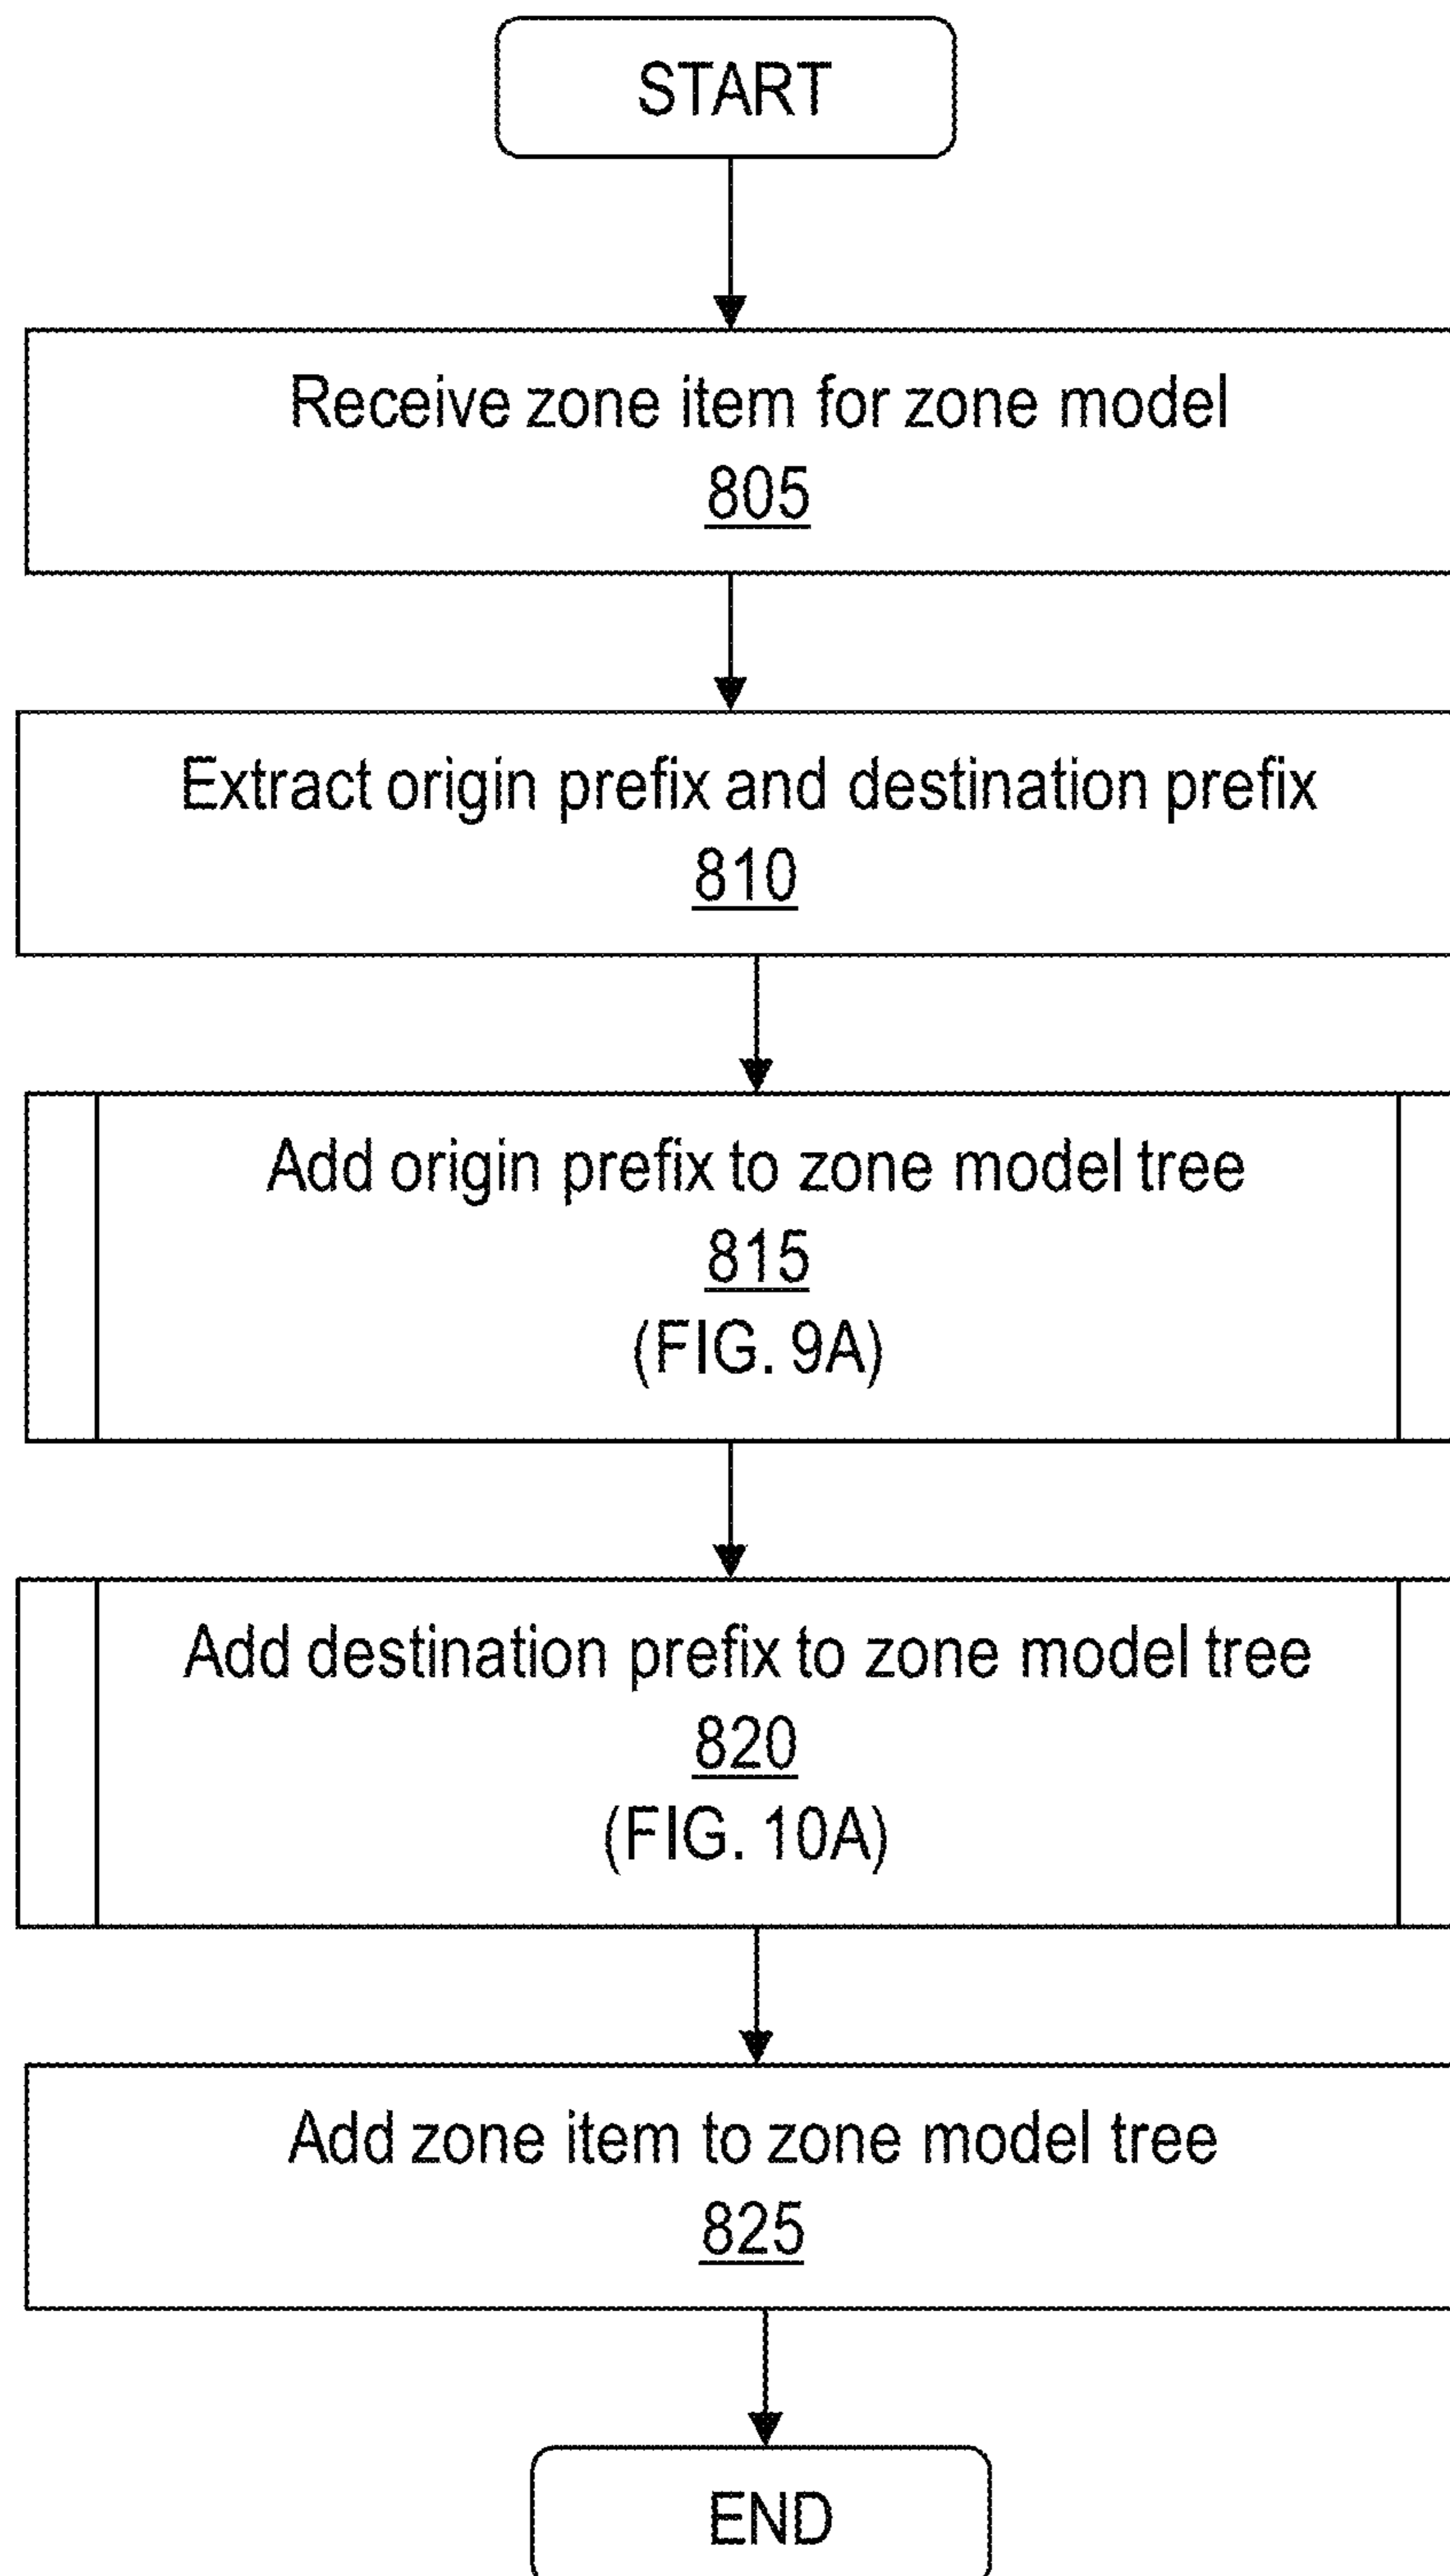 START
Receive zone item for zone model
805
Extract origin prefix and destination prefix
810
Add origin prefix to zone model tree
815
(FIG. 9A)
Add destination prefix to zone model tree
820
(FIG. 10A)
Add zone item to zone model tree
825
END